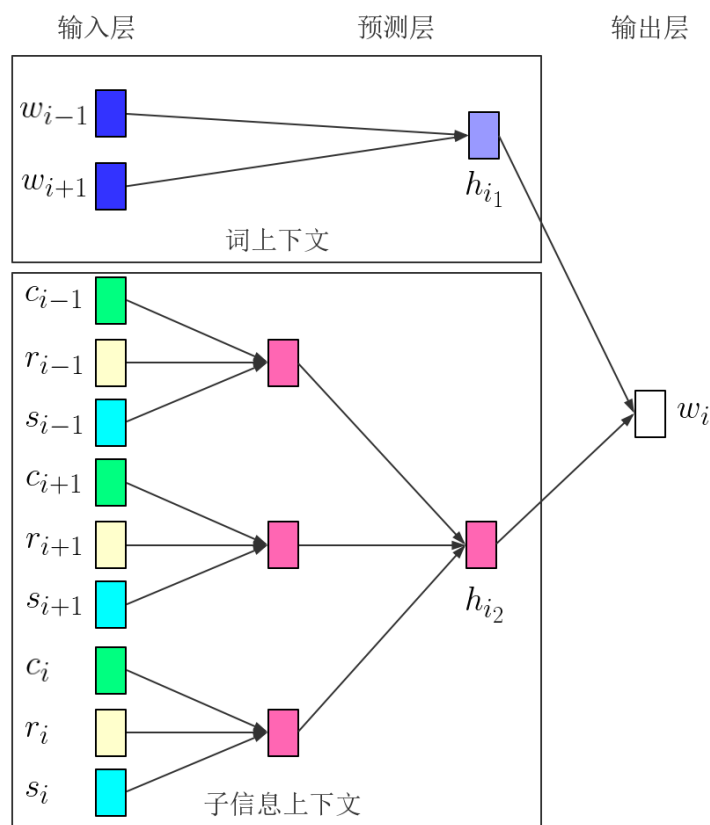 输入层 预测层 输出层
w_{i-1}
w_{i+1}
h_{i_1}
词上下文
c_{i-1}
r_{i-1}
s_{i-1}
w_i
c_{i+1}
r_{i+1}
s_{i+1}
h_{i_2}
c_i
r_i
s_i
子信息上下文